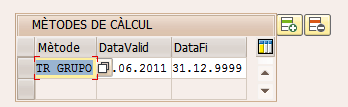 MÈTODES DE CÀLCUL
Mètode DataValid DataFi
TR GRUPO .06.2011 31.12.9999